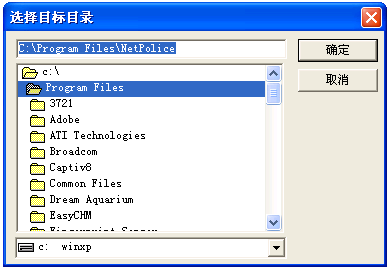 选择目标目录
C:\Program Files\NetPolice
确定
取消
c:\
Program Files
3721
Adobe
ATI Technologies
Broadcom
Captiv8
Common Files
Dream Aquarium
EasyCHM
c: winxp